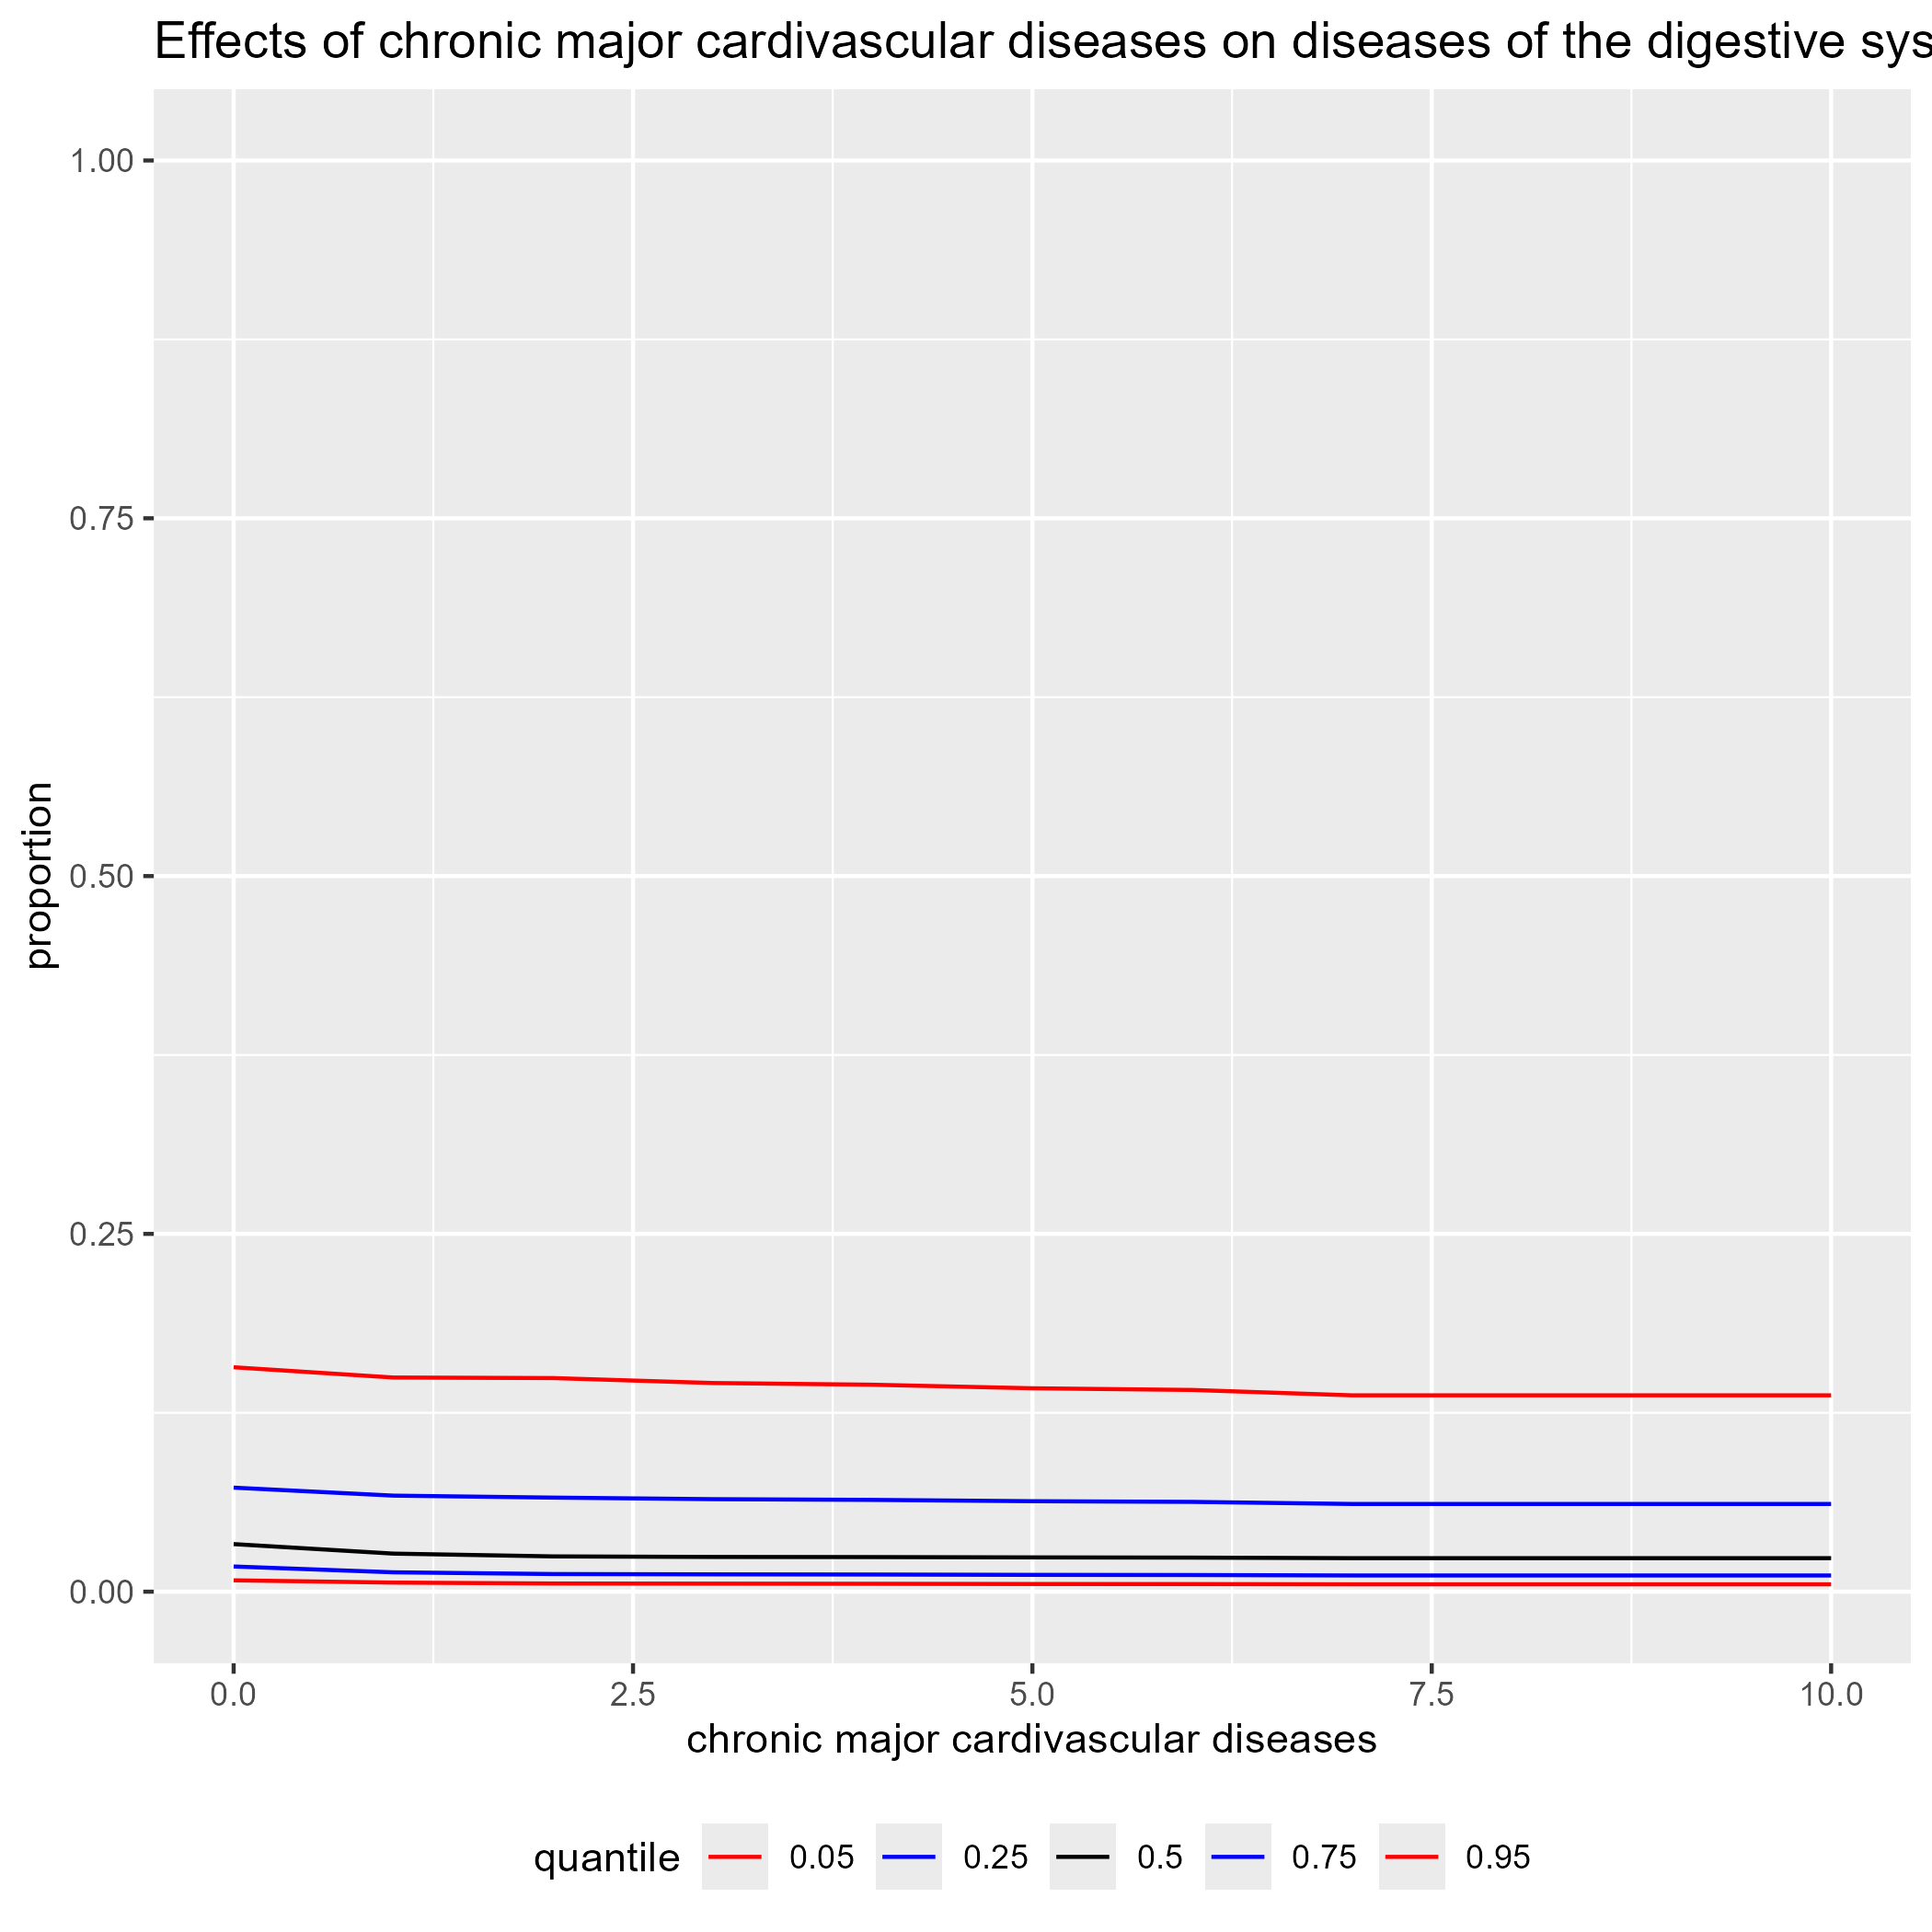 Effects of chronic major cardivascular diseases on diseases of the digestive sys
1.00
0.75
0.50
0.25
0.00
proportion
0.0 2.5 5.0 7.5 10.0
chronic major cardivascular diseases
quantile 0.05 0.25 0.5 0.75 0.95